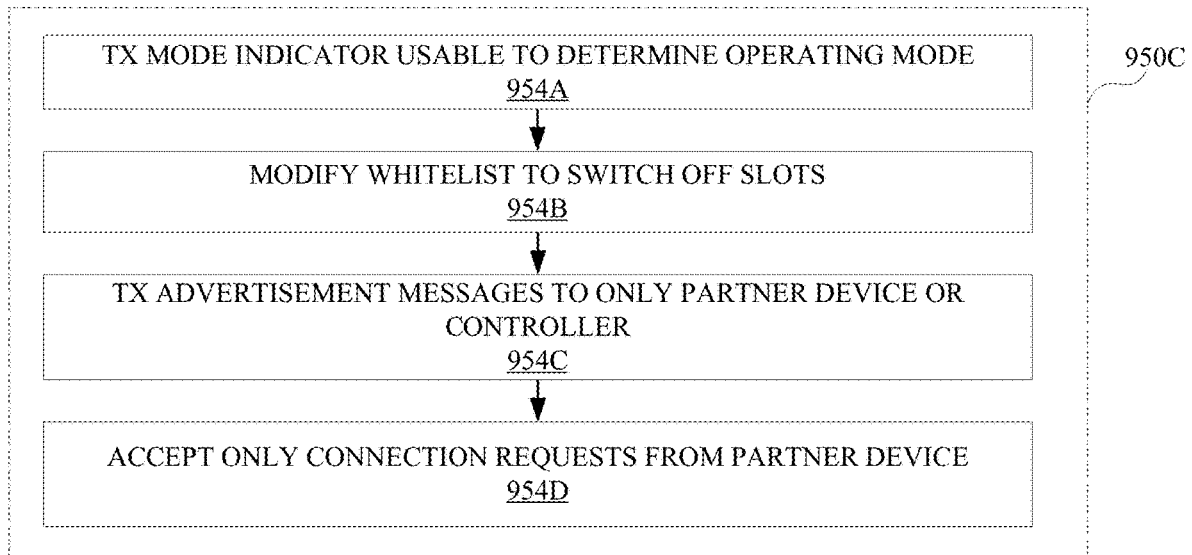 TX MODE INDICATOR USABLE TO DETERMINE OPERATING MODE
954A
950C
MODIFY WHITELIST TO SWITCH OFF SLOTS
954B
TX ADVERTISEMENT MESSAGES TO ONLY PARTNER DEVICE OR
CONTROLLER
954C
ACCEPT ONLY CONNECTION REQUESTS FROM PARTNER DEVICE
954D